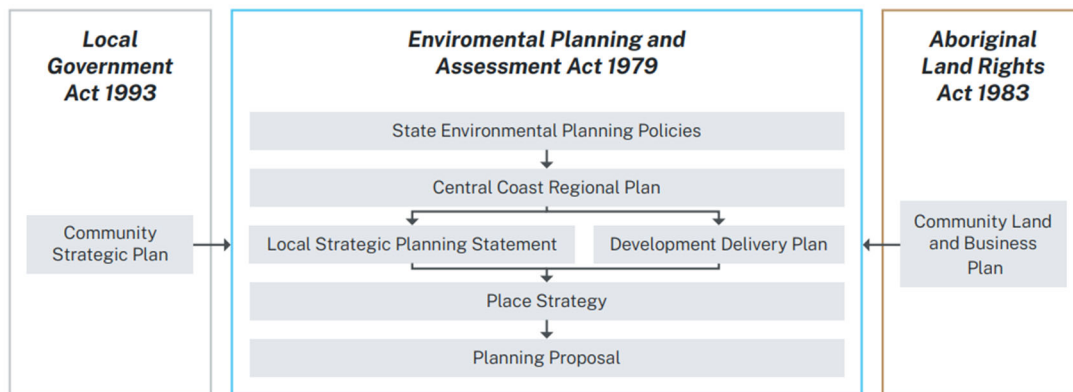 Local
Government
Act 1993
Community
Strategic Plan
Enviromental Planning and
Assessment Act 1979
State Environmental Planning Policies
Central Coast Regional Plan
Local Strategic Planning Statement
Development Delivery Plan
Place Strategy
Planning Proposal
Aboriginal
Land Rights
Act 1983
Community Land
and Business
Plan